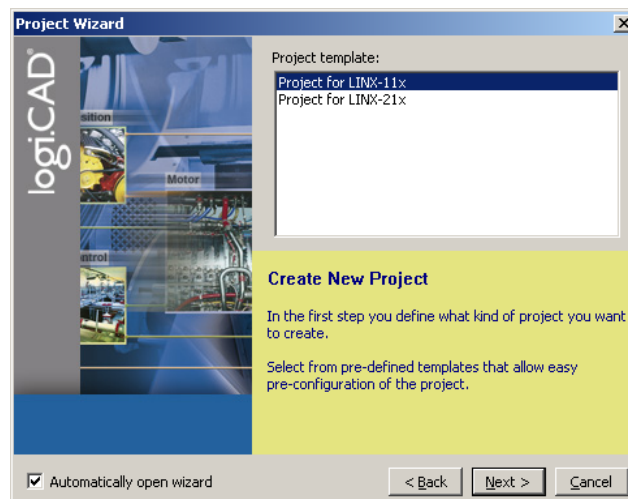 Project Wizard
logi.CAD
sition
Motor
ntrol
Project template:
Project for LINX-11x
Project for LINX-21x
Create New Project
In the first step you define what kind of project you want
to create.
Select from pre-defined templates that allow easy
pre-configuration of the project.
Automatically open wizard
< Back
Next >
Cancel